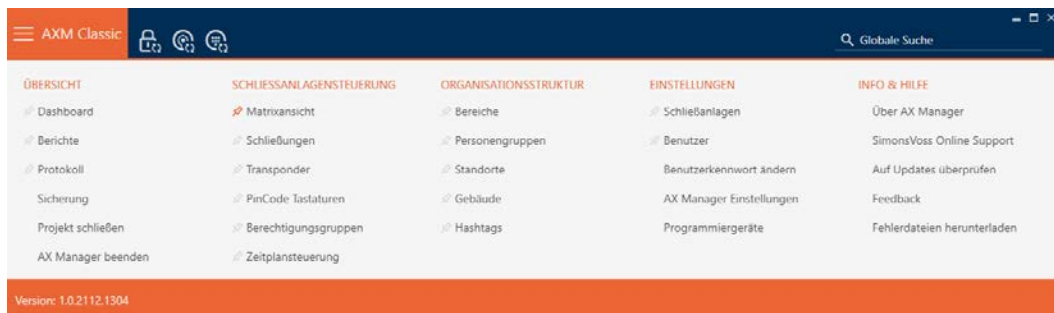 AXM Classic
Globale Suche
ÜBERSICHT
Dashboard
Berichte
Protokoll
Sicherung
Projekt schließen
AX Manager beenden
SCHLIESSANLAGENSTEUERUNG
Matrixansicht
Schließungen
Transponder
PinCode Tastaturen
Berechtigungsgruppen
Zeitplansteuerung
ORGANISATIONSSTRUKTUR
Bereiche
Personengruppen
Standorte
Gebäude
Hashtags
EINSTELLUNGEN
Schließanlagen
Benutzer
Benutzerkennwort ändern
AX Manager Einstellungen
Programmiergeräte
INFO & HILFE
Über AX Manager
SimonsVoss Online Support
Auf Updates überprüfen
Feedback
Fehlerdateien herunterladen
Version: 1.0.2112.1304